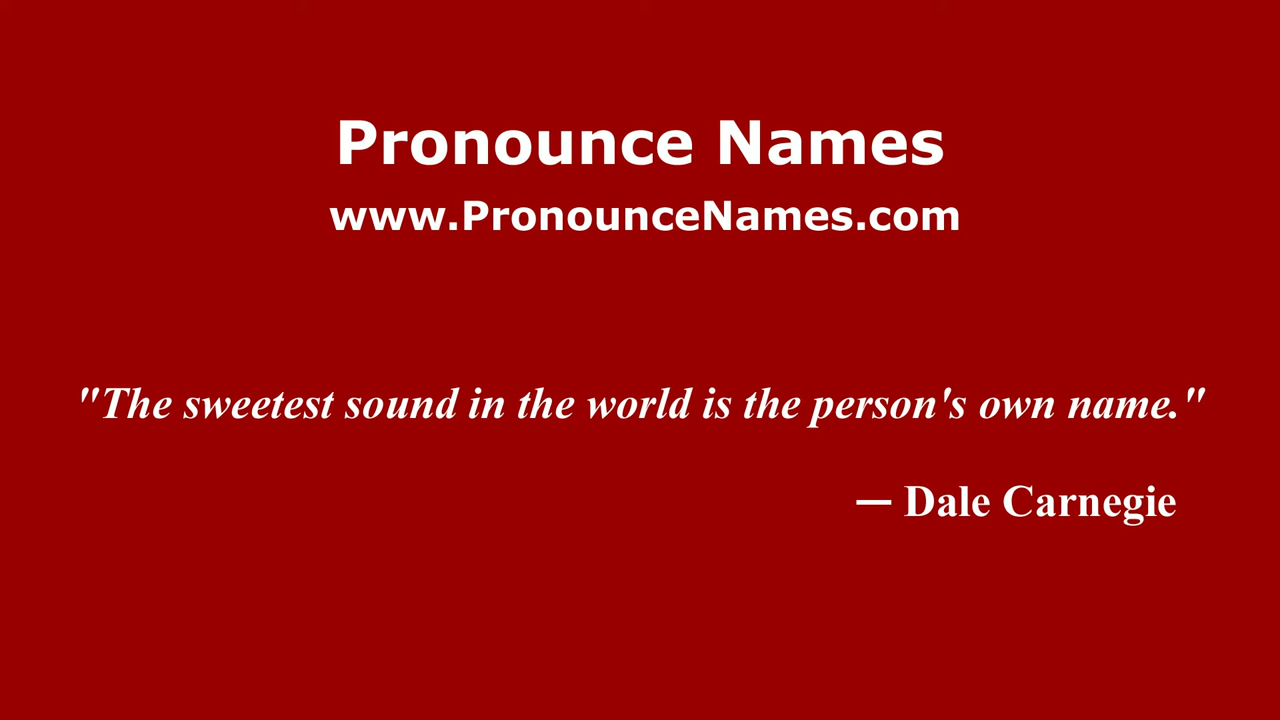 Pronounce Names
www.PronounceNames.com
"The sweetest sound in the world is the person's own name."
— Dale Carnegie